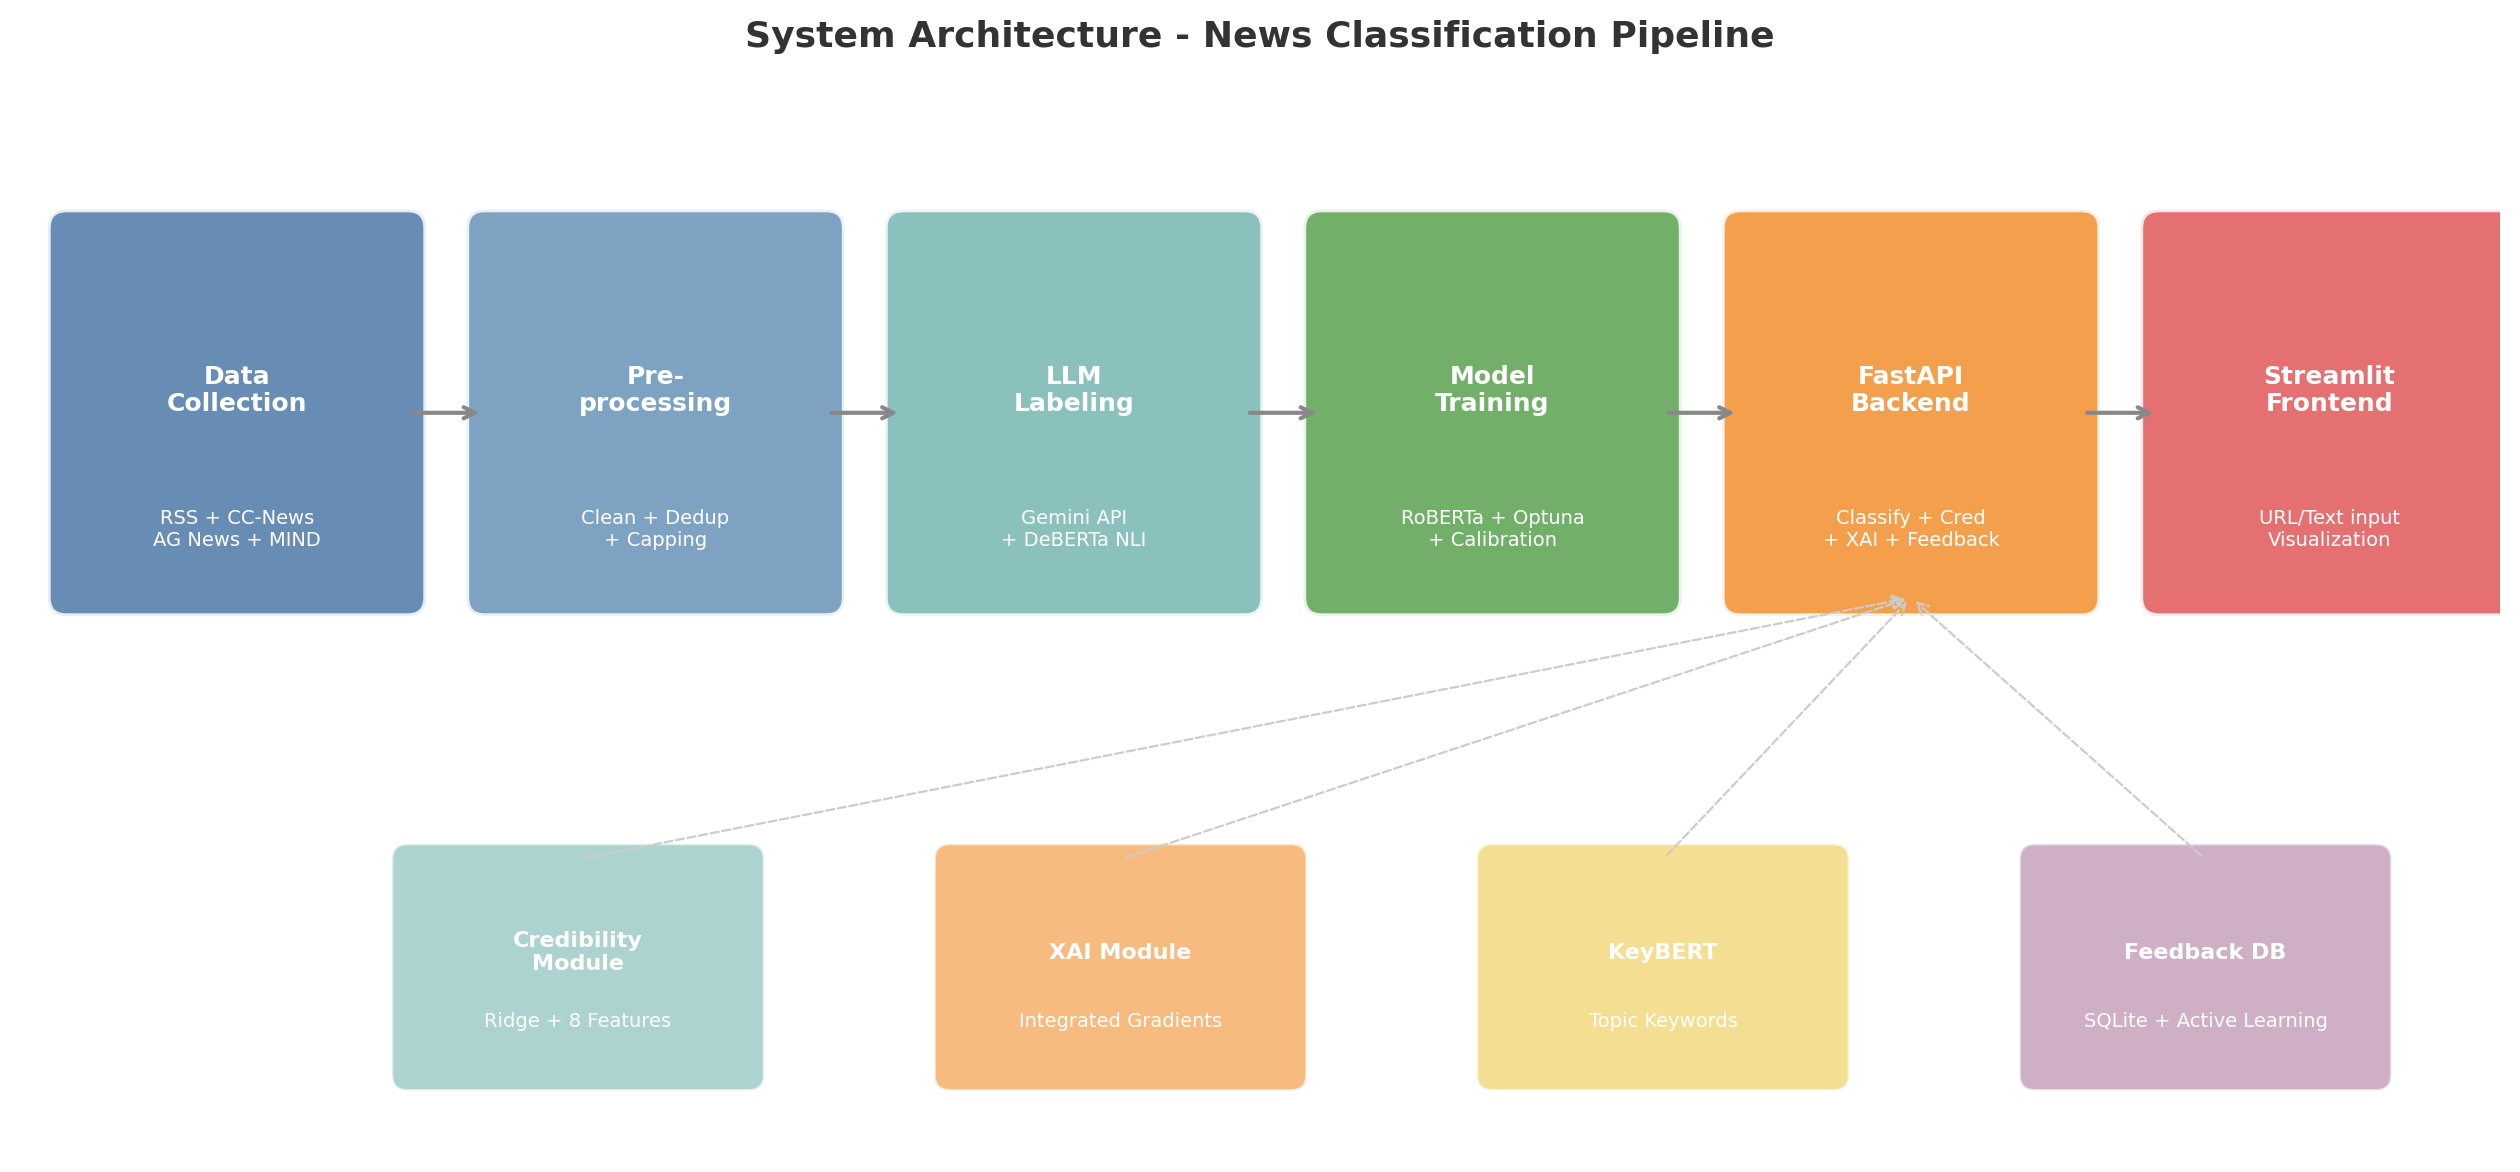 System Architecture - News Classification Pipeline
Data
Collection
RSS + CC-News
AG News + MIND
Pre-
processing
Clean + Dedup
+ Capping
LLM
Labeling
Gemini API
+ DeBERTa NLI
Model
Training
RoBERTa + Optuna
+ Calibration
FastAPI
Backend
Classify + Cred
+ XAI + Feedback
Streamlit
Frontend
URL/Text input
Visualization
Credibility
Module
Ridge + 8 Features
XAI Module
Integrated Gradients
KeyBERT
Topic Keywords
Feedback DB
SQLite + Active Learning